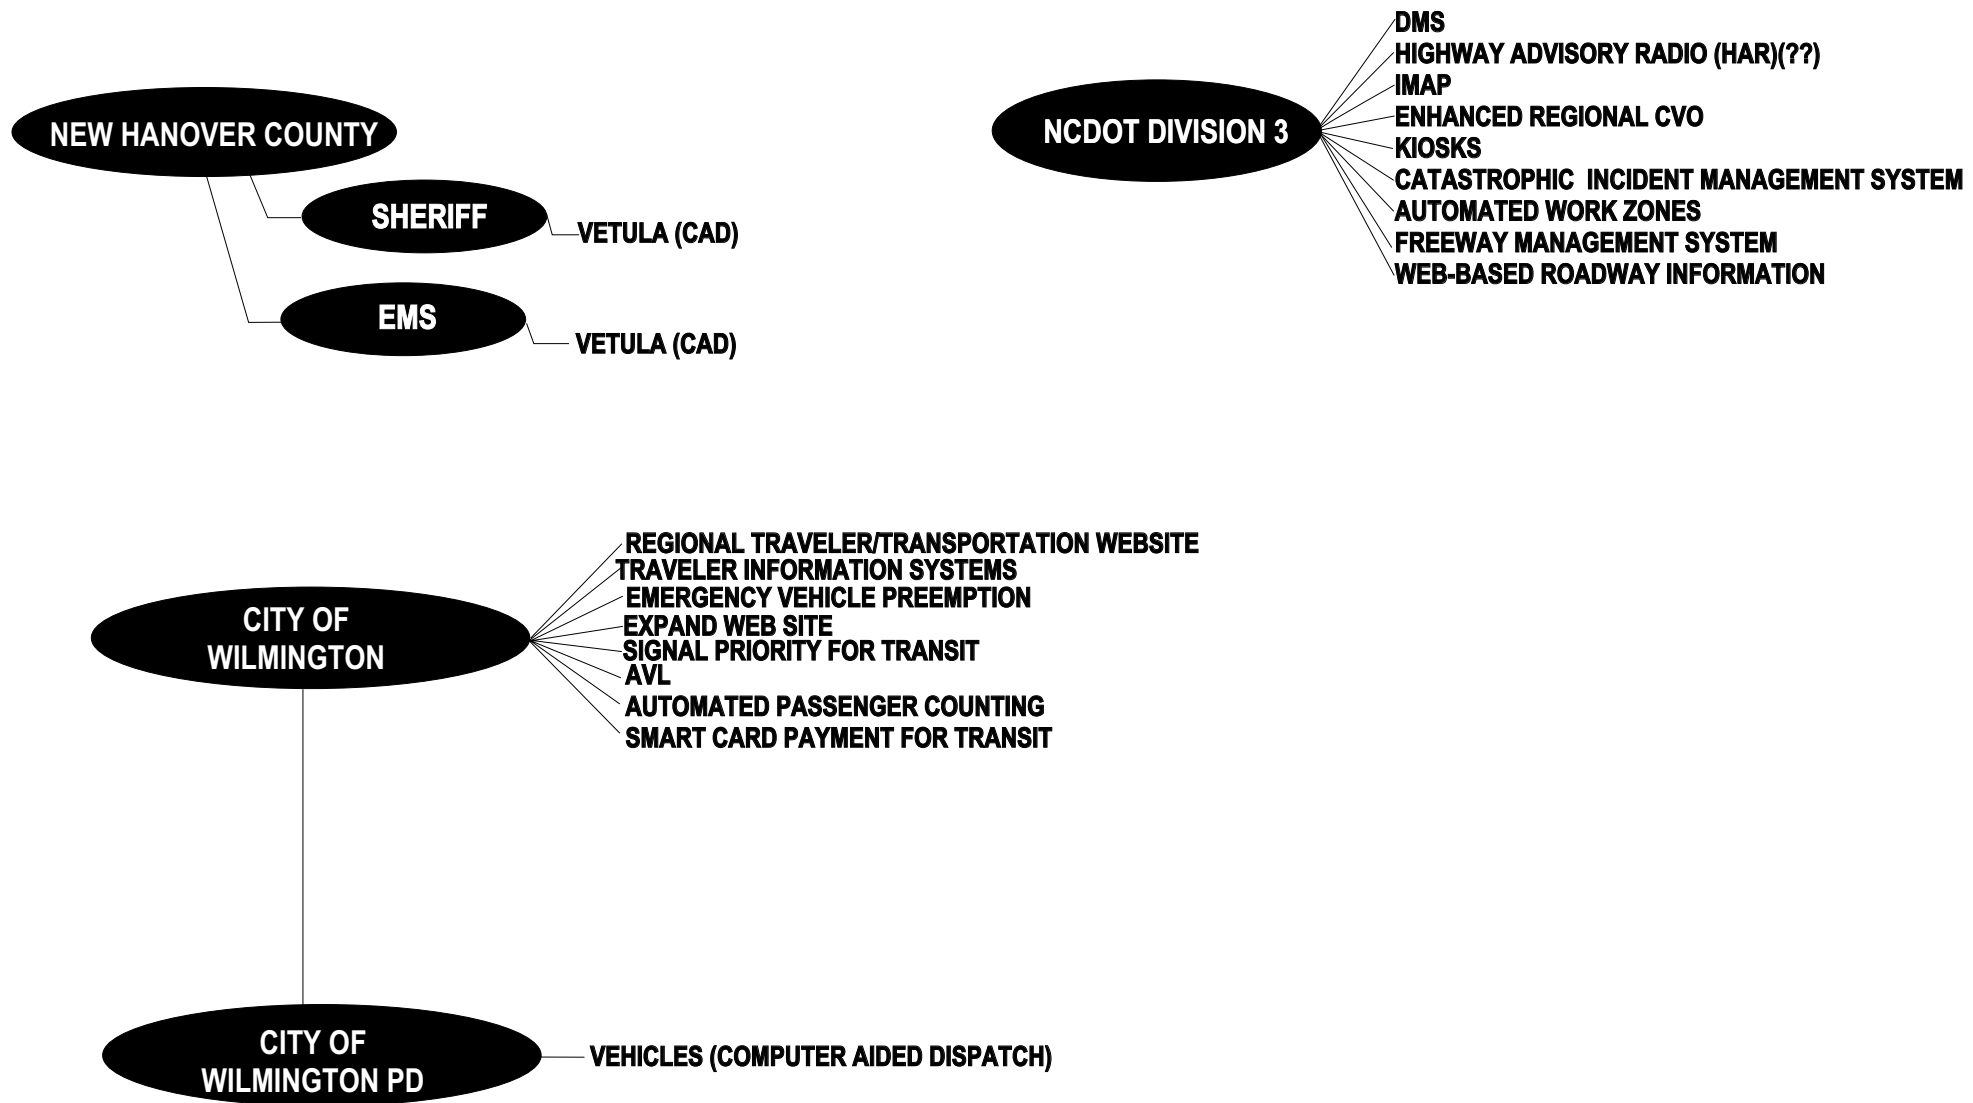 NEW HANOVER COUNTY
SHERIFF
VETULA (CAD)
EMS
VETULA (CAD)
NCDOT DIVISION 3
DMS
HIGHWAY ADVISORY RADIO (HAR)(??)
IMAP
ENHANCED REGIONAL CVO
KIOSKS
CATASTROPHIC  INCIDENT MANAGEMENT SYSTEM
AUTOMATED WORK ZONES
FREEWAY MANAGEMENT SYSTEM
WEB-BASED ROADWAY INFORMATION
CITY OF
WILMINGTON
REGIONAL TRAVELER/TRANSPORTATION WEBSITE
TRAVELER INFORMATION SYSTEMS
EMERGENCY VEHICLE PREEMPTION
EXPAND WEB SITE
SIGNAL PRIORITY FOR TRANSIT
AVL
AUTOMATED PASSENGER COUNTING
SMART CARD PAYMENT FOR TRANSIT
CITY OF
WILMINGTON PD
VEHICLES (COMPUTER AIDED DISPATCH)